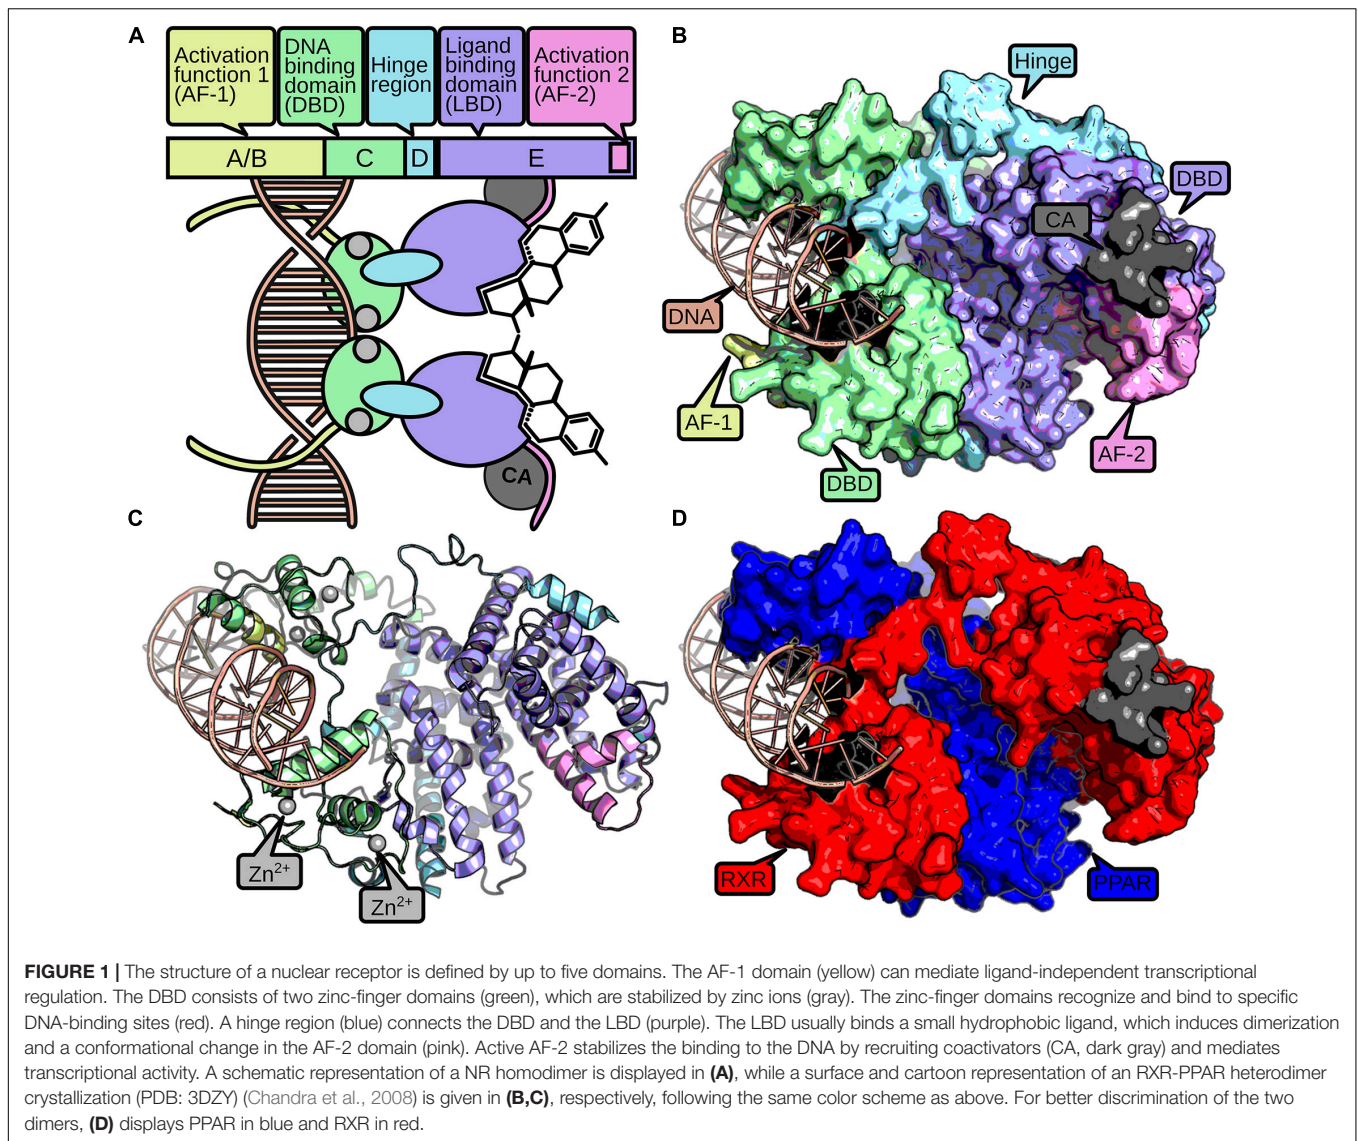 A
Activation
function 1
(AF-1)
DNA
binding
domain
(DBD)
Hinge
region
Ligand
binding
domain
(LBD)
Activation
function 2
(AF-2)
A/B
C
D
E
CA
B
Hinge
DBD
CA
DNA
AF-1
DBD
AF-2
C
Zn²⁺
Zn²⁺
D
RXR
PPAR
FIGURE 1 | The structure of a nuclear receptor is defined by up to five domains. The AF-1 domain (yellow) can mediate ligand-independent transcriptional
regulation. The DBD consists of two zinc-finger domains (green), which are stabilized by zinc ions (gray). The zinc-finger domains recognize and bind to specific
DNA-binding sites (red). A hinge region (blue) connects the DBD and the LBD (purple). The LBD usually binds a small hydrophobic ligand, which induces dimerization
and a conformational change in the AF-2 domain (pink). Active AF-2 stabilizes the binding to the DNA by recruiting coactivators (CA, dark gray) and mediates
transcriptional activity. A schematic representation of a NR homodimer is displayed in (A), while a surface and cartoon representation of an RXR-PPAR heterodimer
crystallization (PDB: 3DZY) (Chandra et al., 2008) is given in (B,C), respectively, following the same color scheme as above. For better discrimination of the two
dimers, (D) displays PPAR in blue and RXR in red.